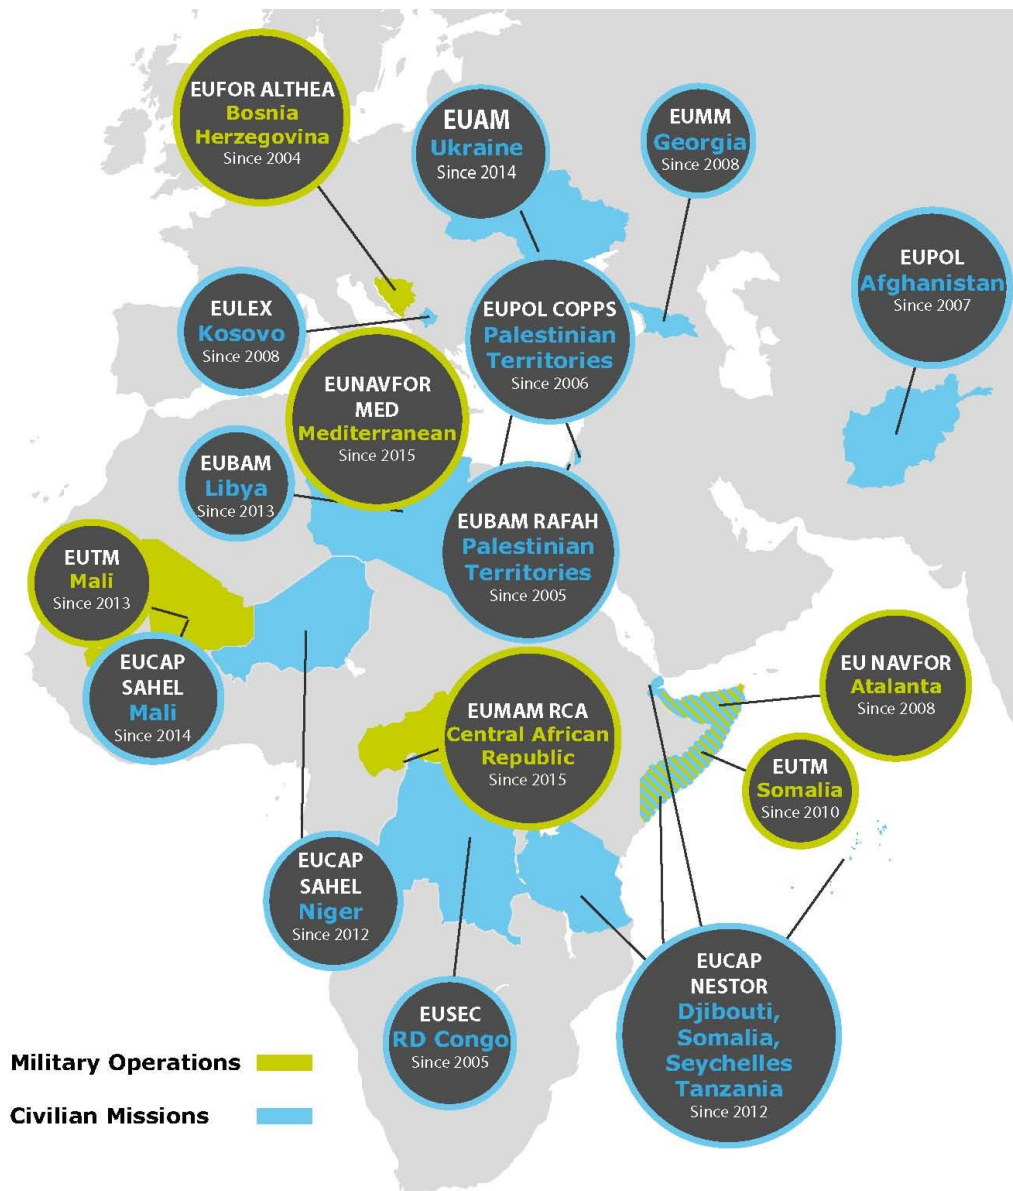 EUFOR ALTHEA
Bosnia
Herzegovina
Since 2004
EUAM
Ukraine
Since 2014
EUMM
Georgia
Since 2008
EUPOL
Afghanistan
Since 2007
EULEX
Kosovo
Since 2008
EUPOL COPPS
Palestinian
Territories
Since 2006
EUNAVFOR
MED
Mediterranean
Since 2015
EUBAM
Libya
Since 2013
EUBAM RAFAH
Palestinian
Territories
Since 2005
EUTM
Mali
Since 2013
EUCAP
SAHEL
Mali
Since 2014
EUMAM RCA
Central African
Republic
Since 2015
EU NAVFOR
Atalanta
Since 2008
EUTM
Somalia
Since 2010
EUCAP
SAHEL
Niger
Since 2012
EUSEC
RD Congo
Since 2005
EUCAP
NESTOR
Djibouti,
Somalia,
Seychelles
Tanzania
Since 2012
Military Operations
Civilian Missions